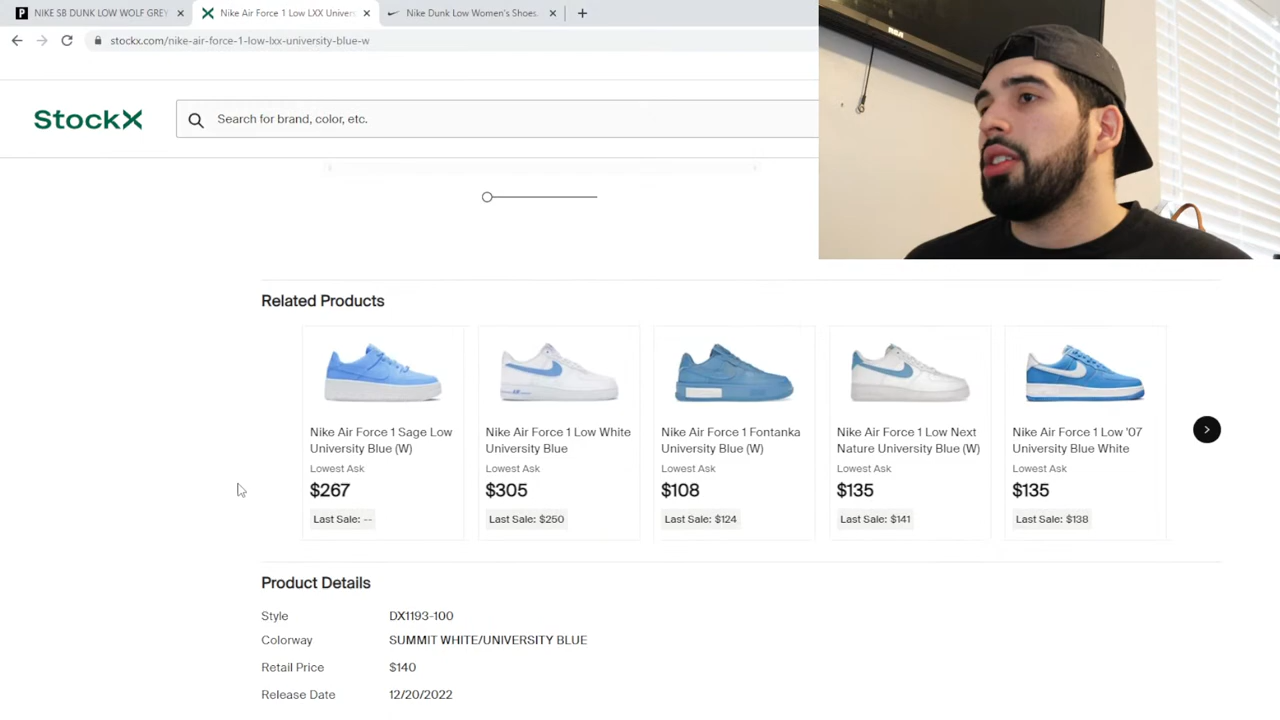 NIKE SB DUNK LOW WOLF GREY
Nike Air Force 1 Low LXX Univers
Nike Dunk Low Women's Shoes.
stockx.com/nike-air-force-1-low-lxx-university-blue-w
RCA
StockX
Search for brand, color, etc.
Related Products
Nike Air Force 1 Sage Low
University Blue (W)
Lowest Ask
$267
Last Sale: --
Nike Air Force 1 Low White
University Blue
Lowest Ask
$305
Last Sale: $250
Nike Air Force 1 Fontanka
University Blue (W)
Lowest Ask
$108
Last Sale: $124
Nike Air Force 1 Low Next
Nature University Blue (W)
Lowest Ask
$135
Last Sale: $141
Nike Air Force 1 Low '07
University Blue White
Lowest Ask
$135
Last Sale: $138
Product Details
Style DX1193-100
Colorway SUMMIT WHITE/UNIVERSITY BLUE
Retail Price $140
Release Date 12/20/2022